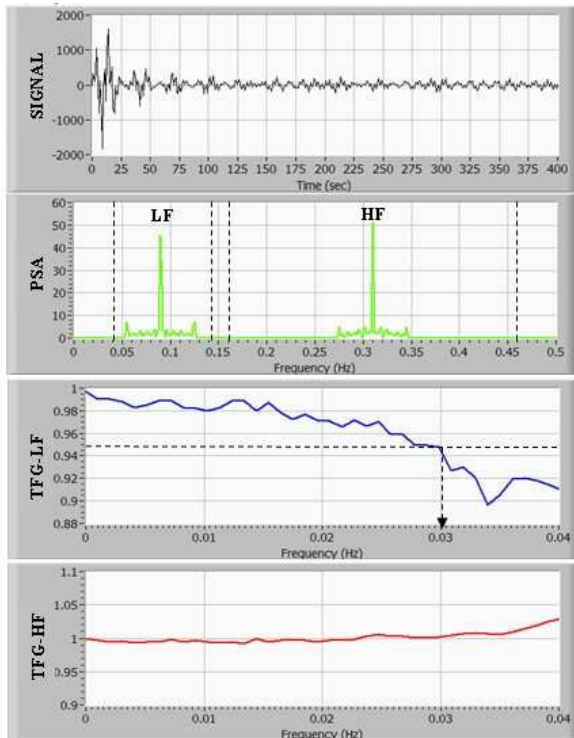 SIGNAL
2000
1000
0
-1000
-2000
0 25 50 75 100 125 150 175 200 225 250 275 300 325 350 375 400
Time (sec)
PSA
60
50
40
30
20
10
0
LF HF
0 0.05 0.1 0.15 0.2 0.25 0.3 0.35 0.4 0.45 0.5
Frequency (Hz)
TFG-LF
1
0.98
0.96
0.94
0.92
0.9
0.88
0 0.01 0.02 0.03 0.04
Frequency (Hz)
TFG-HF
1.1
1.05
1
0.95
0.9
0 0.01 0.02 0.03 0.04
Frequency (Hz)